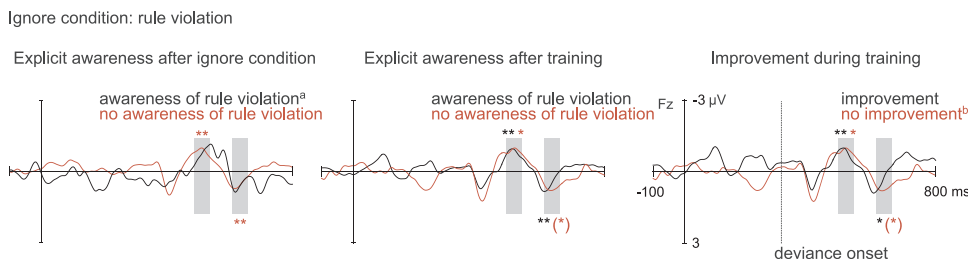 Ignore condition: rule violation
Explicit awareness after ignore condition
awareness of rule violationᵃ
no awareness of rule violation
**
**
Explicit awareness after training
awareness of rule violation
no awareness of rule violation
** *
** (*)
Improvement during training
Fz
-3 µV
improvement
no improvementᵇ
** *
-100
800 ms
* (*)
3
deviance onset